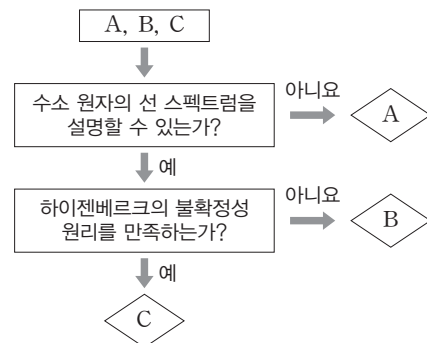 A, B, C
수소 원자의 선 스펙트럼을
설명할 수 있는가?
아니요
A
예
하이젠베르크의 불확정성
원리를 만족하는가?
아니요
B
예
C